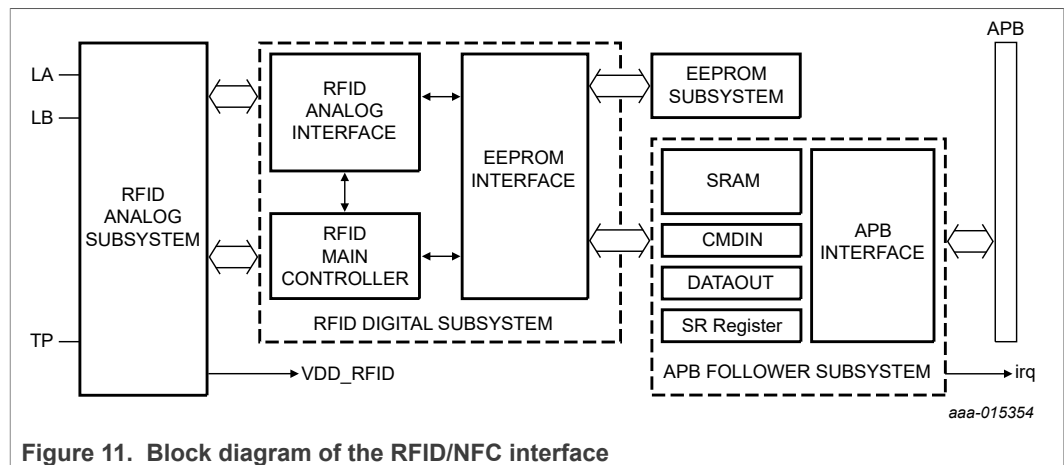 APB
LA
LB
TP
RFID
ANALOG
SUBSYSTEM
VDD_RFID
RFID
ANALOG
INTERFACE
RFID
MAIN
CONTROLLER
EEPROM
INTERFACE
RFID DIGITAL SUBSYSTEM
EEPROM
SUBSYSTEM
SRAM
CMDIN
DATAOUT
SR Register
APB
INTERFACE
APB FOLLOWER SUBSYSTEM
irq
aaa-015354
Figure 11. Block diagram of the RFID/NFC interface